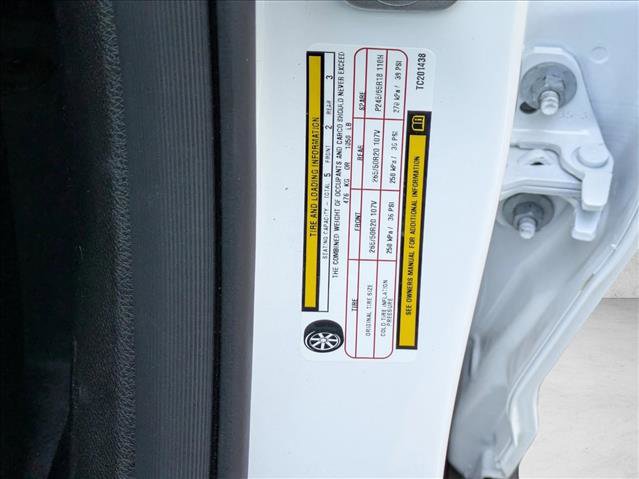 TIRE AND LOADING INFORMATION
SEATING CAPACITY - TOTAL 5 FRONT 2 REAR 3
THE COMBINED WEIGHT OF OCCUPANTS AND CARGO SHOULD NEVER EXCEED
476 KG OR 1050 LB
TIRE FRONT REAR SPARE
ORIGINAL TIRE SIZE 265/50R20 107V 265/50R20 107V P245/65R18 110H
COLD TIRE INFLATION PRESSURE 250 kPa / 36 PSI 250 kPa / 36 PSI 270 kPa / 39 PSI
SEE OWNERS MANUAL FOR ADDITIONAL INFORMATION
TC201438